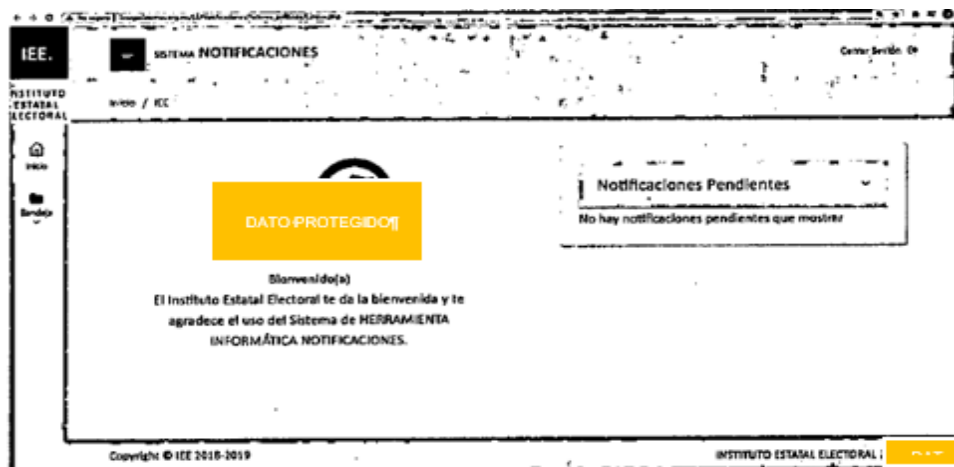 IEE.
SISTEMA NOTIFICACIONES
Cerrar Sesión
INSTITUTO
ESTATAL
ELECTORAL
Inicio / IEE
Inicio
Bandeja
DATO PROTEGIDO¶
Notificaciones Pendientes
No hay notificaciones pendientes que mostrar
Bienvenido(a)
El Instituto Estatal Electoral te da la bienvenida y te
agradece el uso del Sistema de HERRAMIENTA
INFORMÁTICA NOTIFICACIONES.
Copyright © IEE 2018-2019
INSTITUTO ESTATAL ELECTORAL